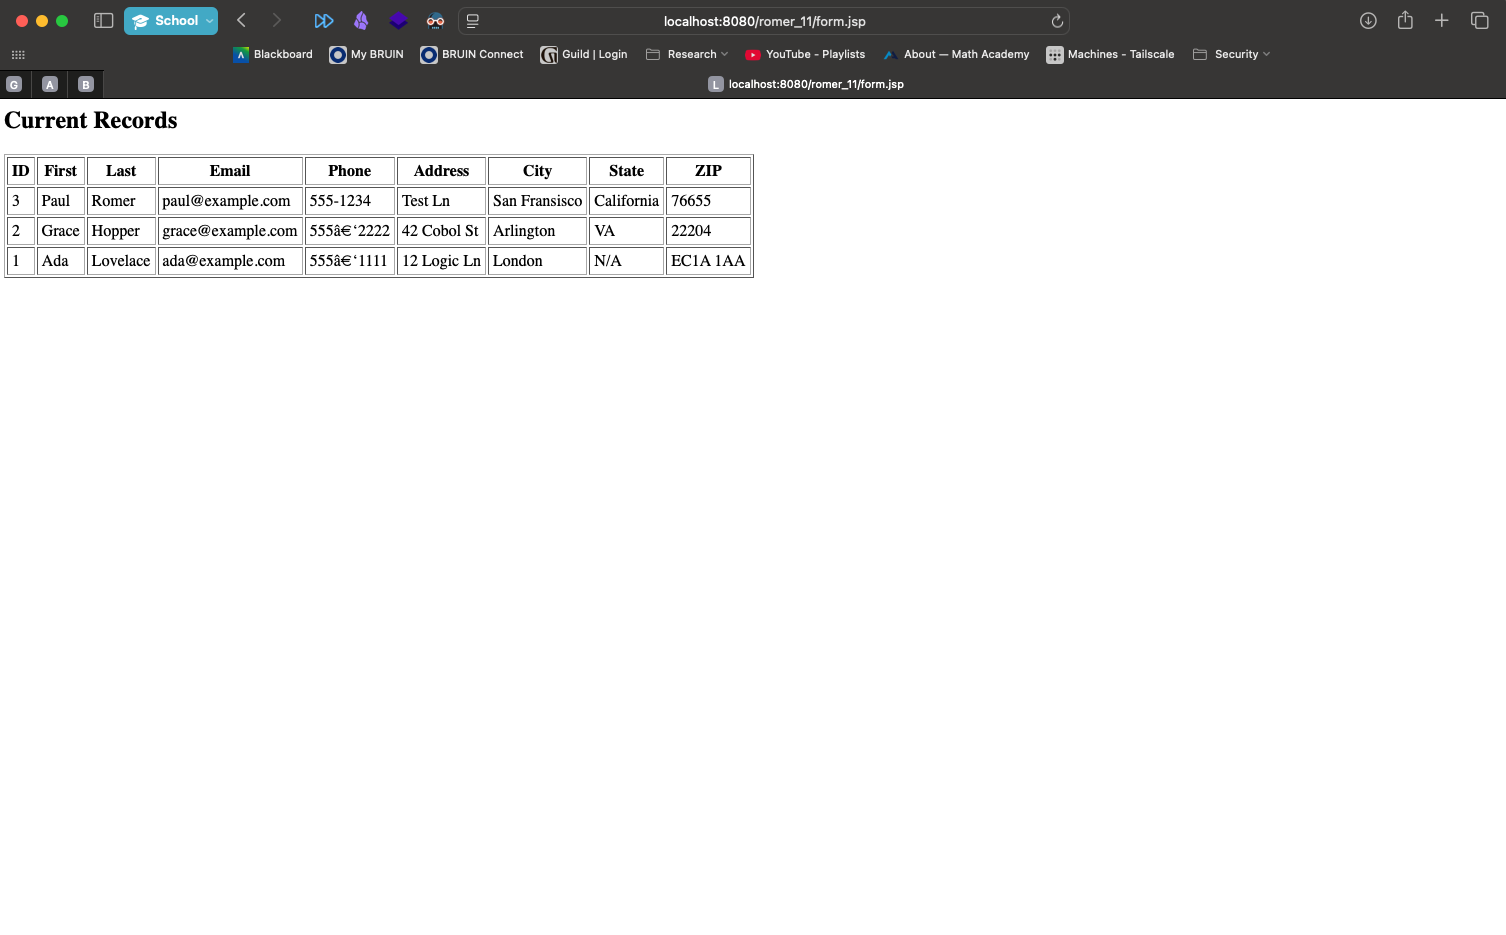 School localhost:8080/romer_11/form.jsp
Blackboard My BRUIN BRUIN Connect Guild | Login Research YouTube - Playlists About — Math Academy Machines - Tailscale Security
G A B L localhost:8080/romer_11/form.jsp
Current Records
ID First Last Email Phone Address City State ZIP
3 Paul Romer paul@example.com 555-1234 Test Ln San Fransisco California 76655
2 Grace Hopper grace@example.com 555â€‘2222 42 Cobol St Arlington VA 22204
1 Ada Lovelace ada@example.com 555â€‘1111 12 Logic Ln London N/A EC1A 1AA